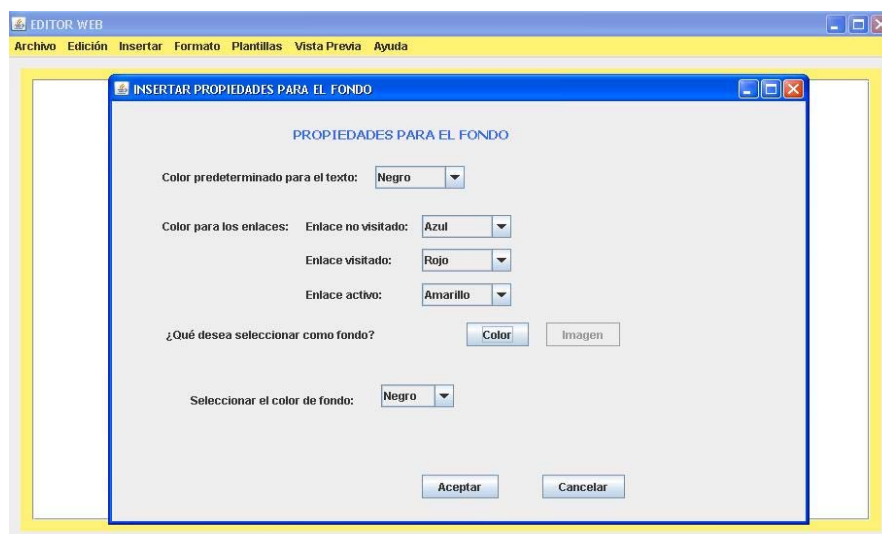 EDITOR WEB
Archivo Edición Insertar Formato Plantillas Vista Previa Ayuda
INSERTAR PROPIEDADES PARA EL FONDO
PROPIEDADES PARA EL FONDO
Color predeterminado para el texto: Negro
Color para los enlaces: Enlace no visitado: Azul
Enlace visitado: Rojo
Enlace activo: Amarillo
¿Qué desea seleccionar como fondo? Color Imagen
Seleccionar el color de fondo: Negro
Aceptar Cancelar